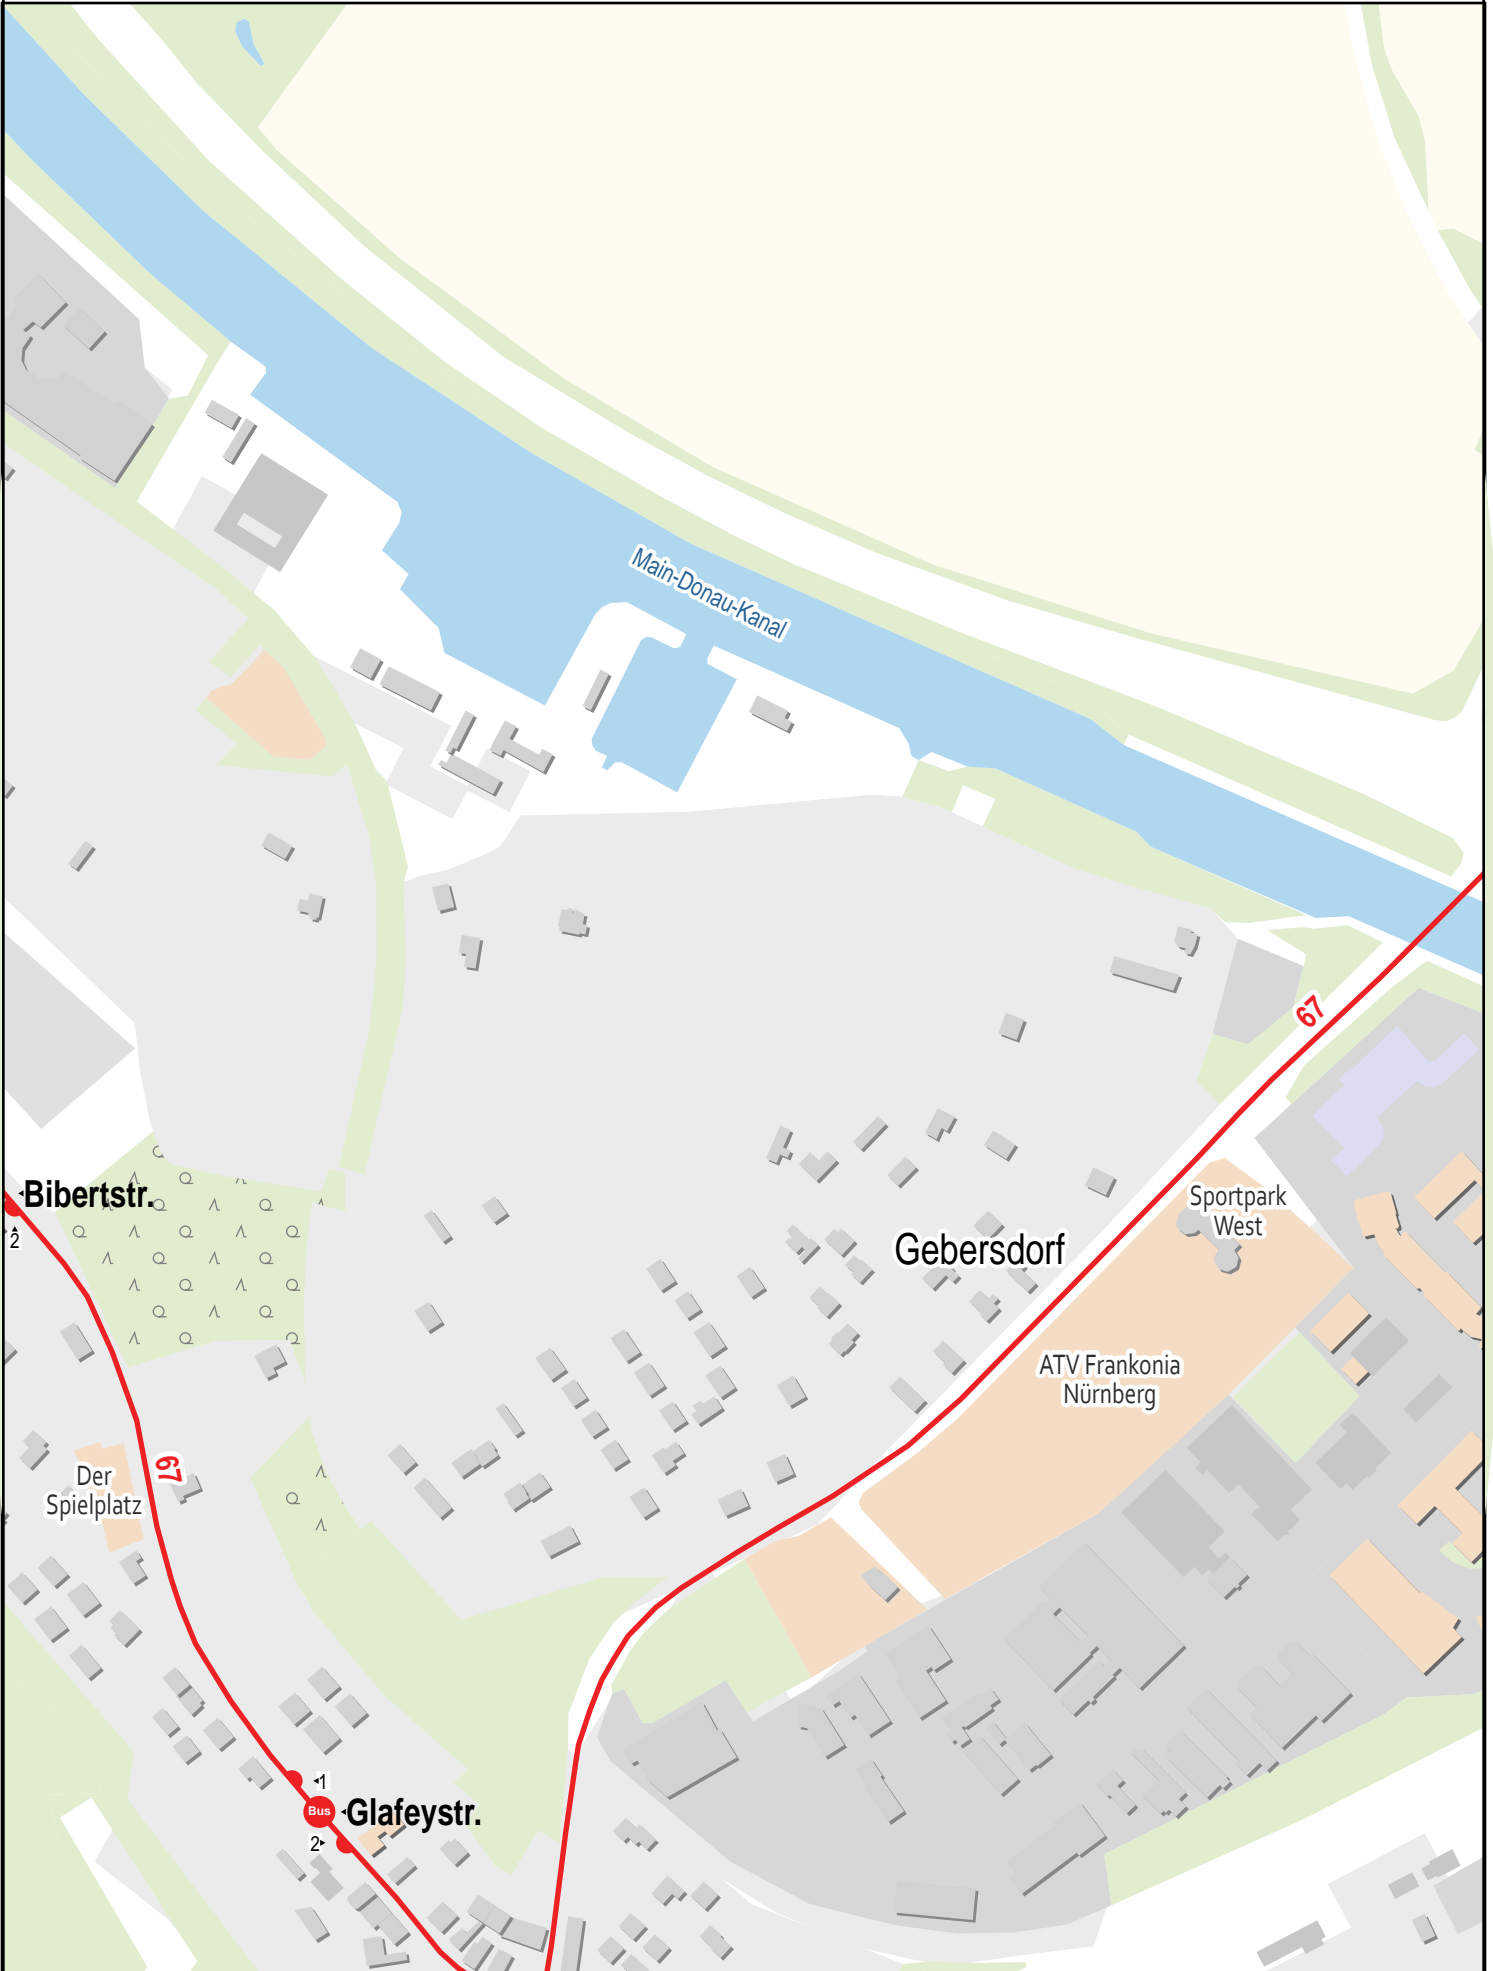 Main-Donau-Kanal
67
Bibertstr.
2
Sportpark
West
Gebersdorf
ATV Frankonia
Nürnberg
67
Der
Spielplatz
1
Bus
Glafeystr.
2